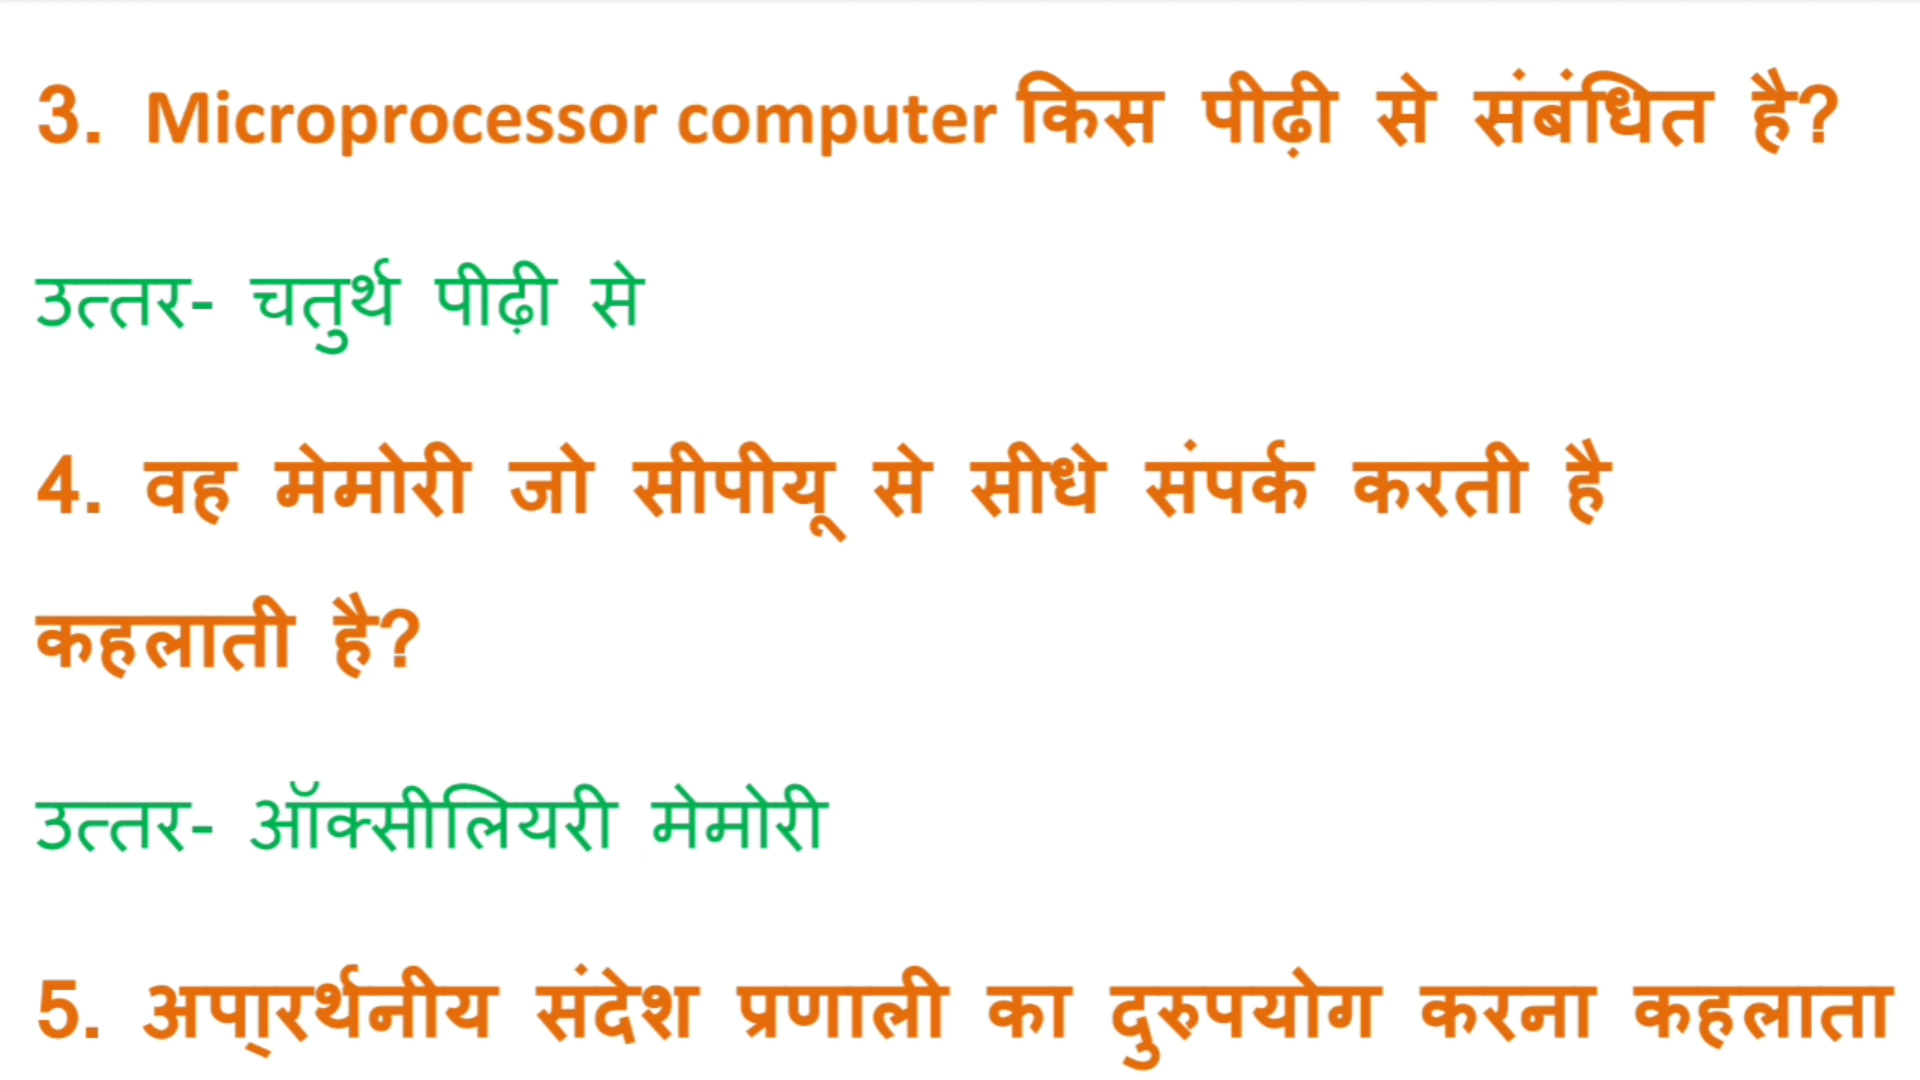 3. Microprocessor computer किस पीढ़ी से संबंधित है?
उत्तर- चतुर्थ पीढ़ी से
4. वह मेमोरी जो सीपीयू से सीधे संपर्क करती है
कहलाती है?
उत्तर- ऑक्सीलियरी मेमोरी
5. अपा्रर्थनीय संदेश प्रणाली का दुरुपयोग करना कहलाता